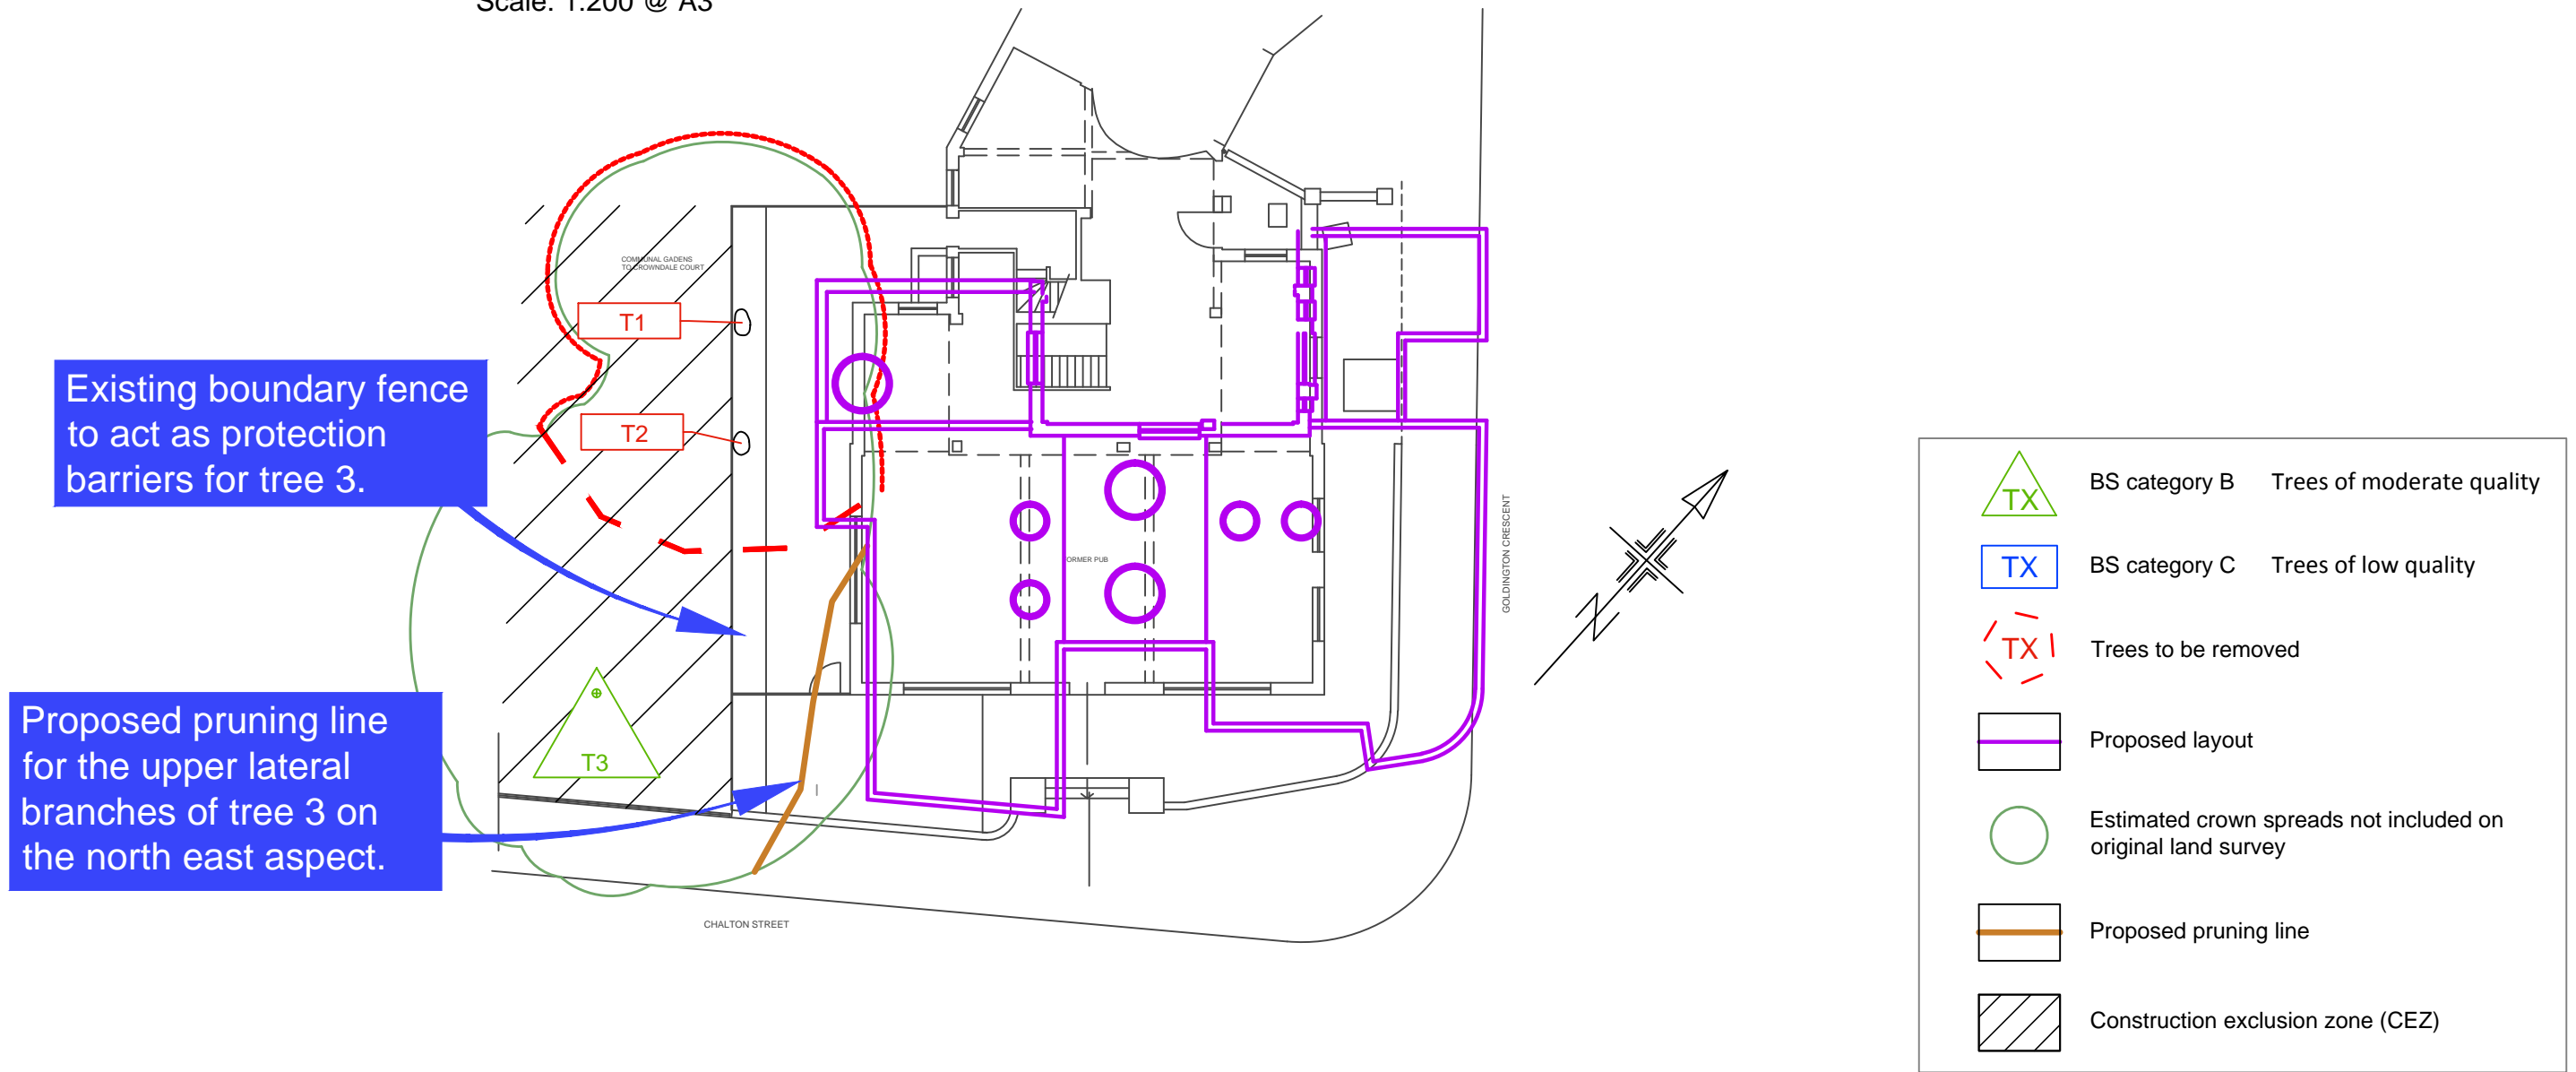 Scale: 1:200 @ A3
COMMUNAL GADENS
TO CROWNDALE COURT
T1
T2
Existing boundary fence
to act as protection
barriers for tree 3.
Proposed pruning line
for the upper lateral
branches of tree 3 on
the north east aspect.
T3
ORMER PUB
GOLDINGTON CRESCENT
CHALTON STREET
N
TX BS category B Trees of moderate quality
TX BS category C Trees of low quality
TX Trees to be removed
Proposed layout
Estimated crown spreads not included on
original land survey
Proposed pruning line
Construction exclusion zone (CEZ)